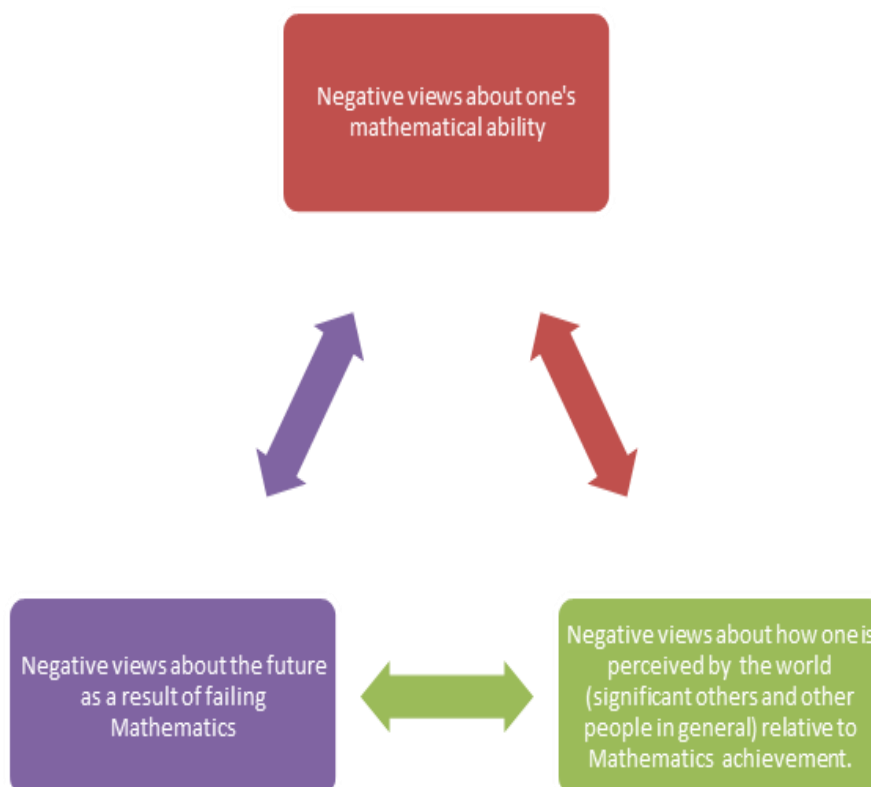 Negative views about one's
mathematical ability
Negative views about the future
as a result of failing
Mathematics
Negative views about how one is
perceived by the world
(significant others and other
people in general) relative to
Mathematics achievement.